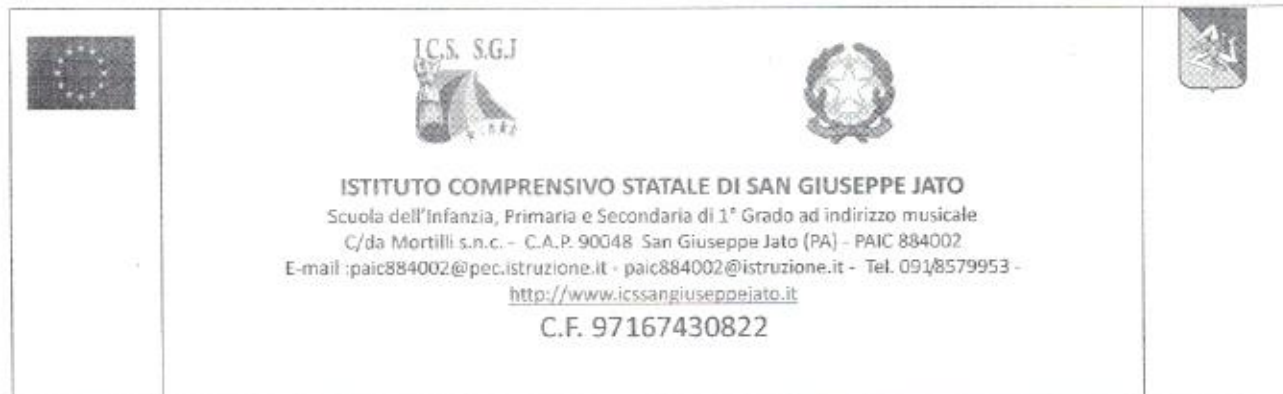 I.C.S. S.G.J
ISTITUTO COMPRENSIVO STATALE DI SAN GIUSEPPE JATO
Scuola dell'Infanzia, Primaria e Secondaria di 1° Grado ad indirizzo musicale
C/da Mortilli s.n.c. - C.A.P. 90048 San Giuseppe Jato (PA) - PAIC 884002
E-mail :paic884002@pec.istruzione.it - paic884002@istruzione.it - Tel. 091/8579953 -
http://www.icssangiuseppejato.it
C.F. 97167430822